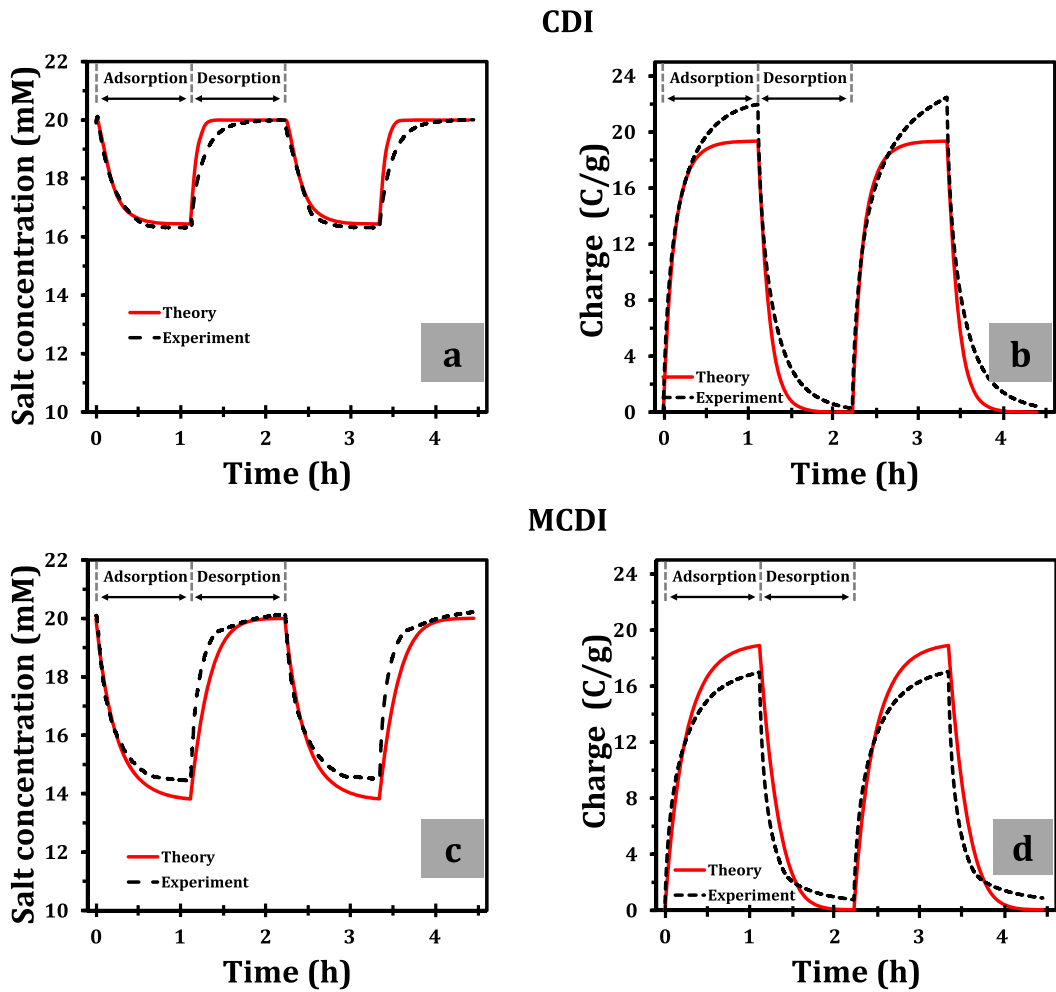 CDI
Salt concentration (mM)
22
20
18
16
14
12
10
Adsorption
Desorption
Theory
Experiment
a
0
1
2
3
4
Time (h)
Charge (C/g)
24
20
16
12
8
4
0
Adsorption
Desorption
Theory
Experiment
b
0
1
2
3
4
Time (h)
MCDI
Salt concentration (mM)
22
20
18
16
14
12
10
Adsorption
Desorption
Theory
Experiment
c
0
1
2
3
4
Time (h)
Charge (C/g)
24
20
16
12
8
4
0
Adsorption
Desorption
Theory
Experiment
d
0
1
2
3
4
Time (h)